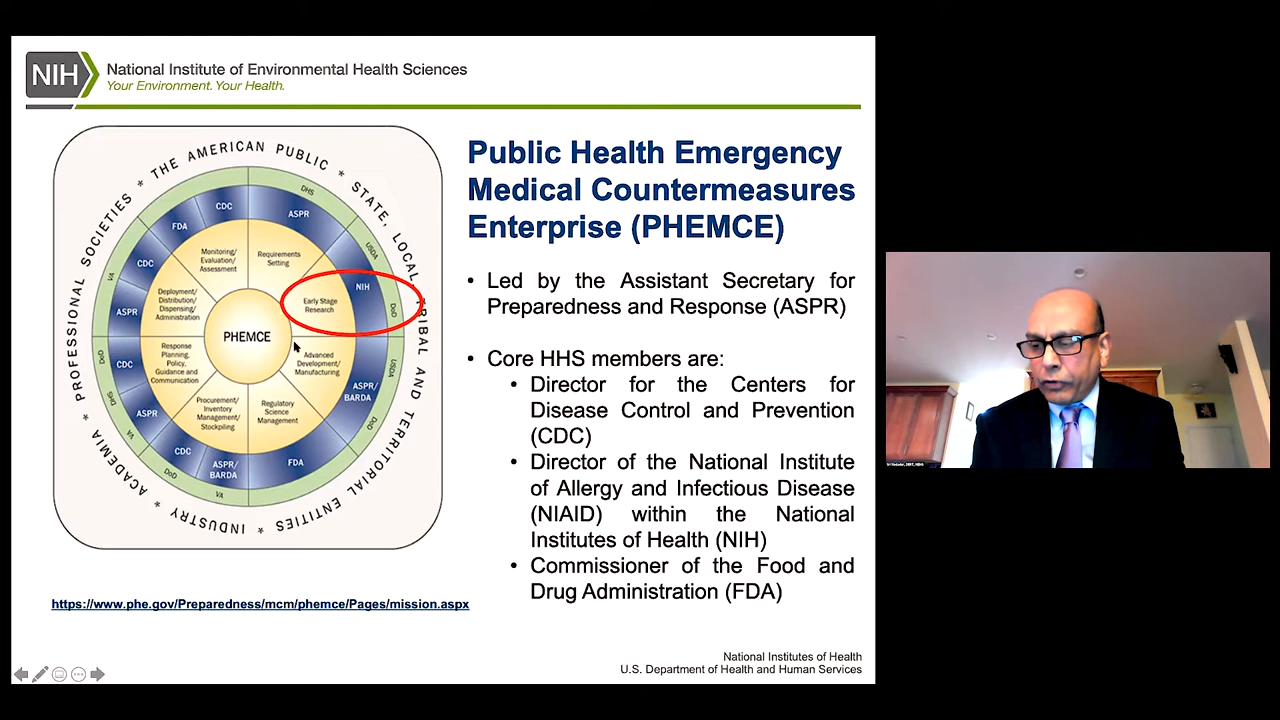 NIH
National Institute of Environmental Health Sciences
Your Environment. Your Health.
PROFESSIONAL SOCIETIES * THE AMERICAN PUBLIC * STATE, LOCAL, TRIBAL AND TERRITORIAL ENTITIES * INDUSTRY * ACADEMIA *
DHS
USDA
DoD
USDA
DoD
VA
DoD
VA
DHS
DoD
VA
ASPR
NIH
ASPR/
BARDA
FDA
ASPR/
BARDA
CDC
ASPR
CDC
ASPR
CDC
FDA
CDC
Requirements
Setting
Early Stage
Research
Advanced
Development/
Manufacturing
Regulatory
Science
Management
Procurement/
Inventory
Management/
Stockpiling
Response
Planning,
Policy,
Guidance and
Communication
Deployment/
Distribution/
Dispensing/
Administration
Monitoring/
Evaluation/
Assessment
PHEMCE
https://www.phe.gov/Preparedness/mcm/phemce/Pages/mission.aspx
Public Health Emergency
Medical Countermeasures
Enterprise (PHEMCE)
• Led by the Assistant Secretary for
Preparedness and Response (ASPR)
• Core HHS members are:
• Director for the Centers for
Disease Control and Prevention
(CDC)
• Director of the National Institute
of Allergy and Infectious Disease
(NIAID) within the National
Institutes of Health (NIH)
• Commissioner of the Food and
Drug Administration (FDA)
National Institutes of Health
U.S. Department of Health and Human Services